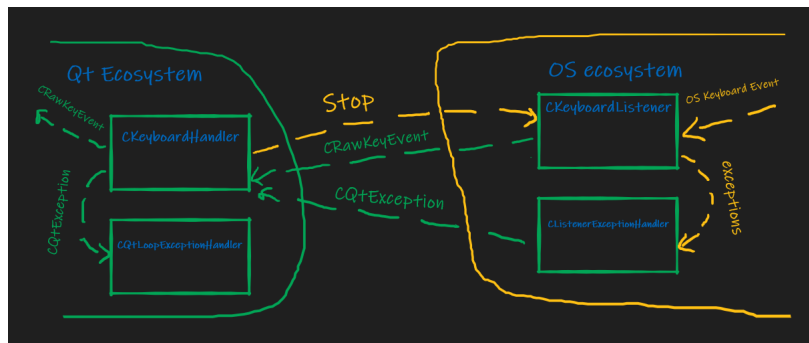 Qt Ecosystem
OS ecosystem
CRawKeyEvent
CKeyboardHandler
Stop
CKeyboardListener
OS Keyboard Event
CRawKeyEvent
CQtException
CQtException
exceptions
CQtLoopExceptionHandler
CListenerExceptionHandler